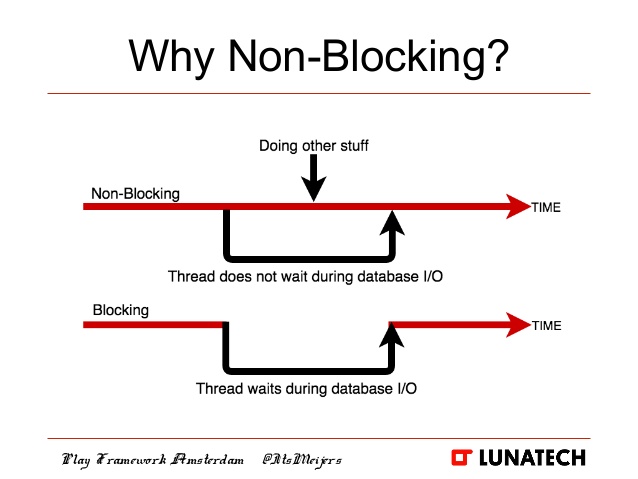 Why Non-Blocking?
Doing other stuff
Non-Blocking
TIME
Thread does not wait during database I/O
Blocking
TIME
Thread waits during database I/O
Play Framework Amsterdam @ItsMeijers
LUNATECH